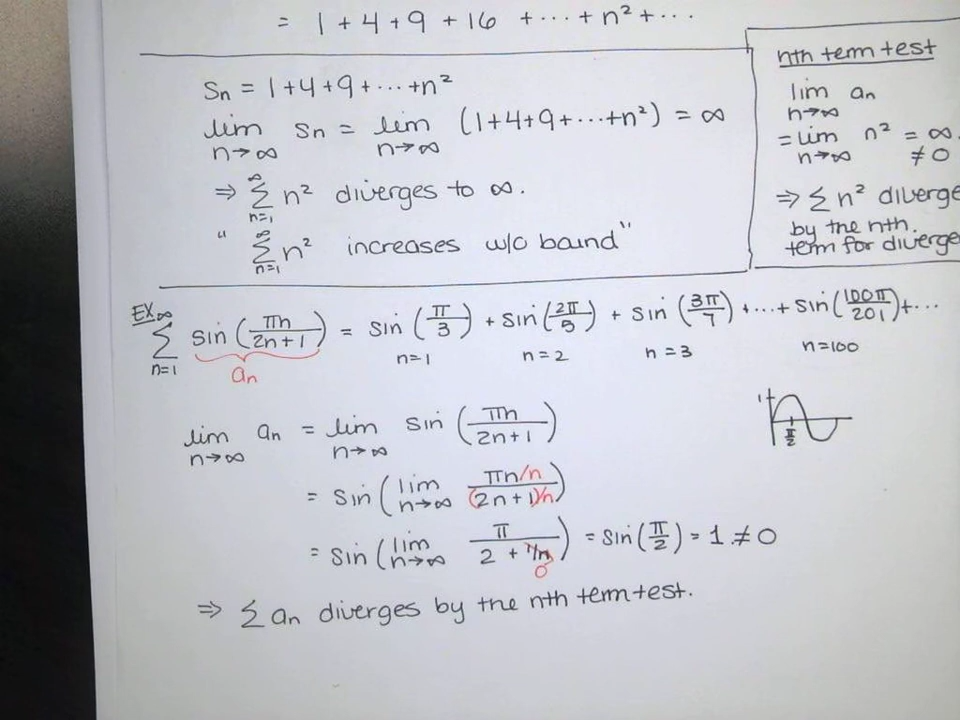 = 1 + 4 + 9 + 16 + ··· + n² + ···
Sn = 1+4+9+···+n²
lim n→∞ Sn = lim n→∞ (1+4+9+···+n²) = ∞
⇒ ∞ Σ n=1 n² diverges to ∞.
" ∞ Σ n=1 n² increases w/o bound"
nth term test
lim n→∞ an
= lim n→∞ n² = ∞
≠ 0
⇒ Σ n² diverge
by the nth.
term for diverge
EX ∞ Σ n=1 sin (πn/2n+1) = sin (π/3) + sin (2π/5) + sin (3π/7) + ··· + sin (100π/201) + ···
an n=1 n=2 n=3 n=100
lim n→∞ an = lim n→∞ sin (πn/2n+1)
1 π/2
= sin (lim n→∞ πn/n / (2n+1)/n)
= sin (lim n→∞ π / 2 + 1/n 0) = sin (π/2) = 1 ≠ 0
⇒ Σ an diverges by the nth term test.